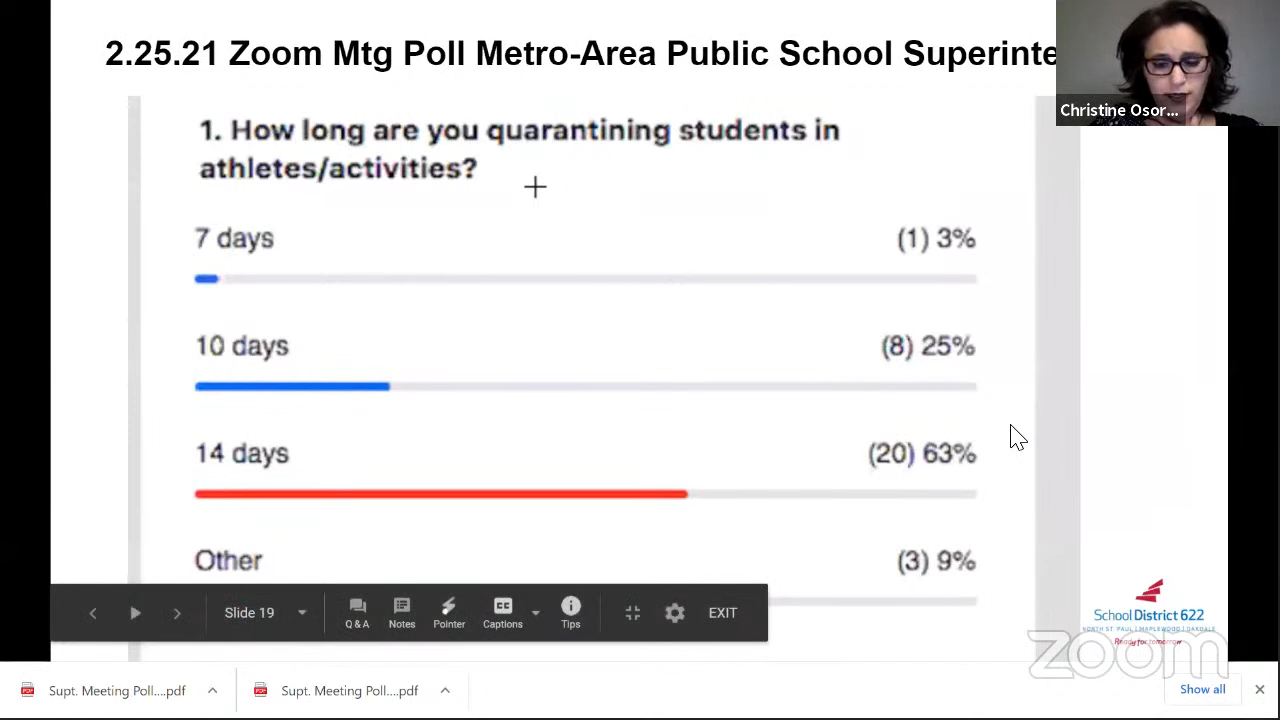 2.25.21 Zoom Mtg Poll Metro-Area Public School Superinte
Christine Osor...
1. How long are you quarantining students in
athletes/activities?
7 days (1) 3%
10 days (8) 25%
14 days (20) 63%
Other (3) 9%
Slide 19 Q & A Notes Pointer Captions Tips EXIT
School District 622
NORTH ST. PAUL | MAPLEWOOD | OAKDALE
Ready for tomorrow
zoom
Supt. Meeting Poll....pdf Supt. Meeting Poll....pdf Show all